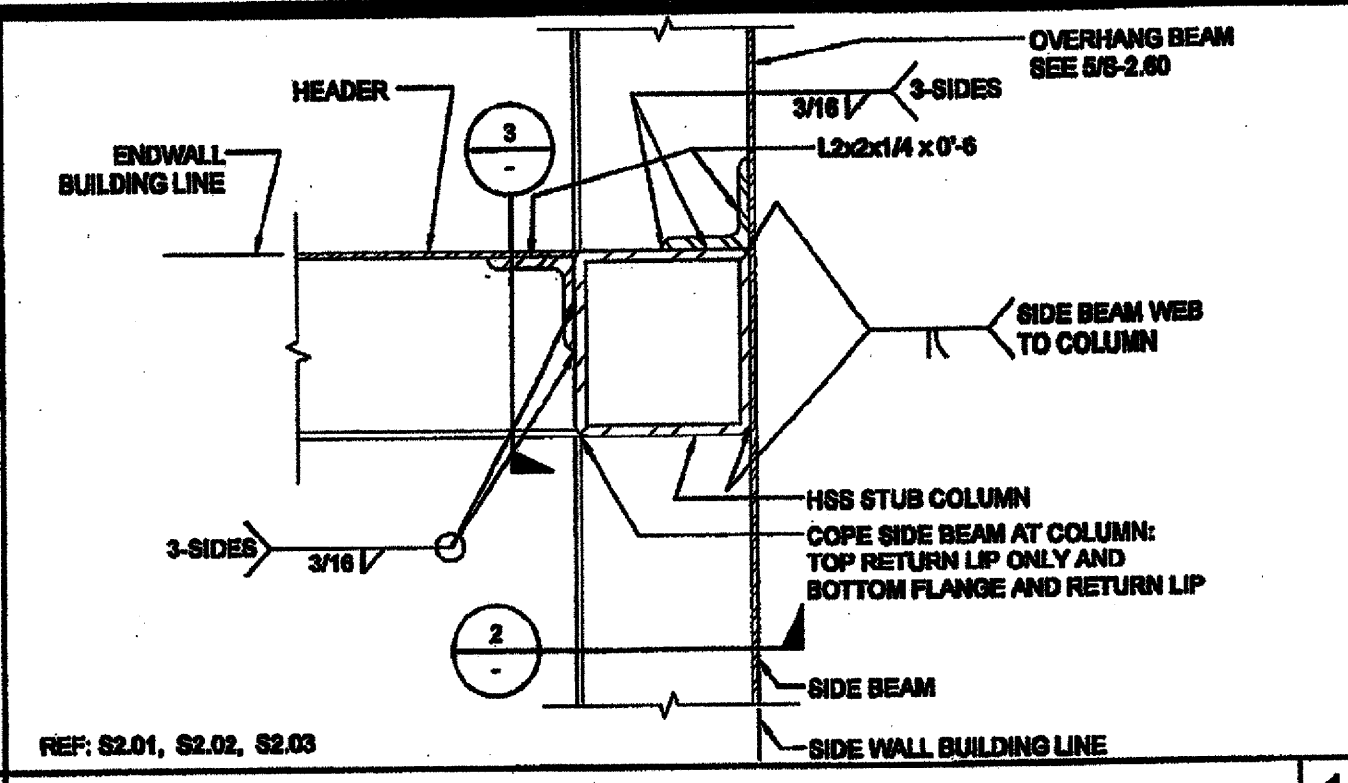 OVERHANG BEAM
SEE 5/S-2.60
HEADER
3/16
3-SIDES
3
-
L2x2x1/4 x 0'-6
ENDWALL
BUILDING LINE
SIDE BEAM WEB
TO COLUMN
HSS STUB COLUMN
3-SIDES
3/16
COPE SIDE BEAM AT COLUMN:
TOP RETURN LIP ONLY AND
BOTTOM FLANGE AND RETURN LIP
2
-
SIDE BEAM
REF: S2.01, S2.02, S2.03
SIDE WALL BUILDING LINE